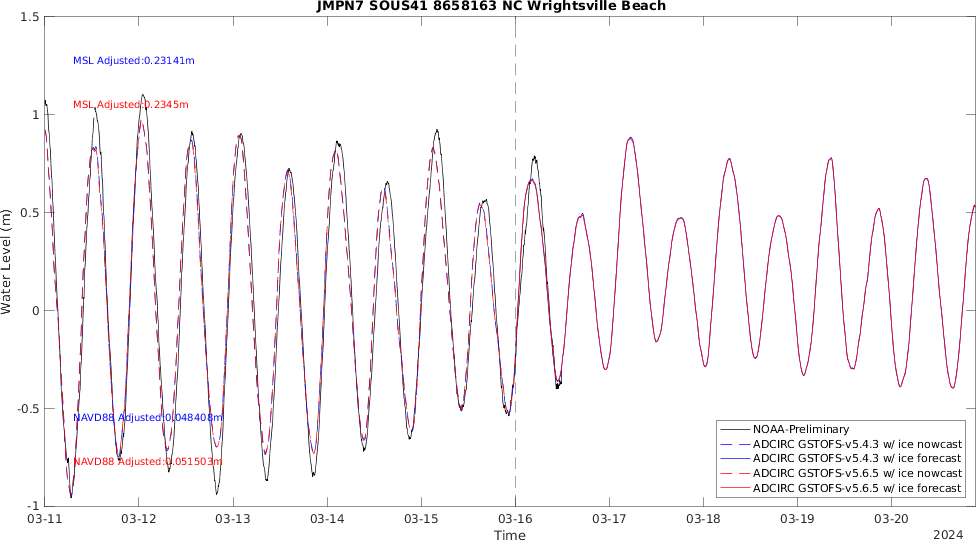 JMPN7 SOUS41 8658163 NC Wrightsville Beach
1.5
MSL Adjusted:0.23141m
MSL Adjusted:0.2345m
1
0.5
Water Level (m)
0
-0.5
NAVD88 Adjusted:0.048408m
NAVD88 Adjusted:0.051503m
-1
NOAA-Preliminary
ADCIRC GSTOFS-v5.4.3 w/ ice nowcast
ADCIRC GSTOFS-v5.4.3 w/ ice forecast
ADCIRC GSTOFS-v5.6.5 w/ ice nowcast
ADCIRC GSTOFS-v5.6.5 w/ ice forecast
03-11 03-12 03-13 03-14 03-15 03-16 03-17 03-18 03-19 03-20
Time
2024